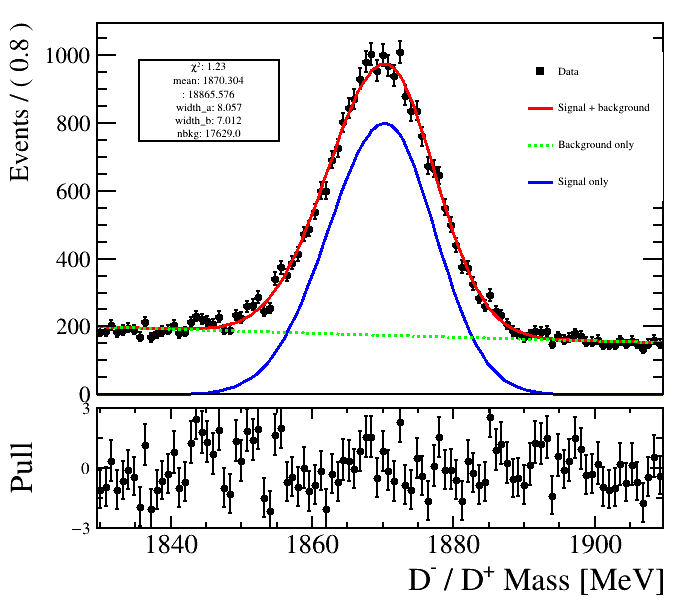 Events / ( 0.8 )
1000
800
600
400
200
0
χ²: 1.23
mean: 1870.304
: 18865.576
width_a: 8.057
width_b: 7.012
nbkg: 17629.0
Data
Signal + background
Background only
Signal only
Pull
3
0
−3
1840 1860 1880 1900
D⁻ / D⁺ Mass [MeV]